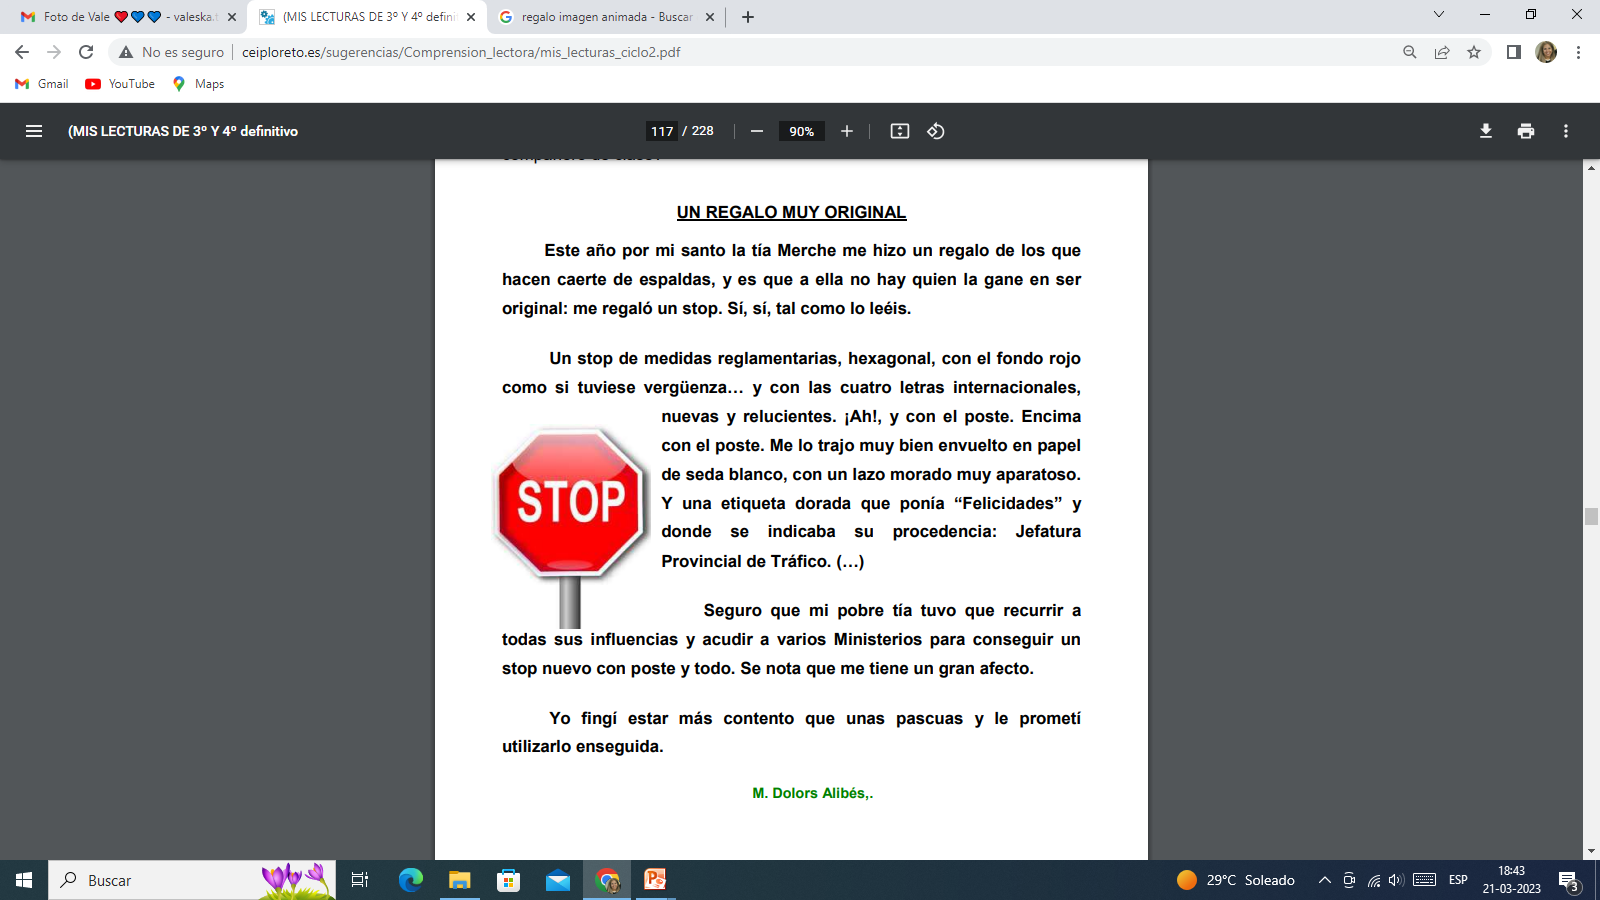 Foto de Vale ❤️💙💙 - valeska.t
(MIS LECTURAS DE 3º Y 4º defini
regalo imagen animada - Buscar
No es seguro
ceiploreto.es/sugerencias/Comprension_lectora/mis_lecturas_ciclo2.pdf
Gmail
YouTube
Maps
(MIS LECTURAS DE 3º Y 4º definitivo
117 / 228
90%
UN REGALO MUY ORIGINAL
Este año por mi santo la tía Merche me hizo un regalo de los que
hacen caerte de espaldas, y es que a ella no hay quien la gane en ser
original: me regaló un stop. Sí, sí, tal como lo leéis.
Un stop de medidas reglamentarias, hexagonal, con el fondo rojo
como si tuviese vergüenza… y con las cuatro letras internacionales,
nuevas y relucientes. ¡Ah!, y con el poste. Encima
con el poste. Me lo trajo muy bien envuelto en papel
de seda blanco, con un lazo morado muy aparatoso.
Y una etiqueta dorada que ponía “Felicidades” y
donde se indicaba su procedencia: Jefatura
Provincial de Tráfico. (…)
STOP
Seguro que mi pobre tía tuvo que recurrir a
todas sus influencias y acudir a varios Ministerios para conseguir un
stop nuevo con poste y todo. Se nota que me tiene un gran afecto.
Yo fingí estar más contento que unas pascuas y le prometí
utilizarlo enseguida.
M. Dolors Alibés,.
Buscar
29°C Soleado
ESP
18:43
21-03-2023
3